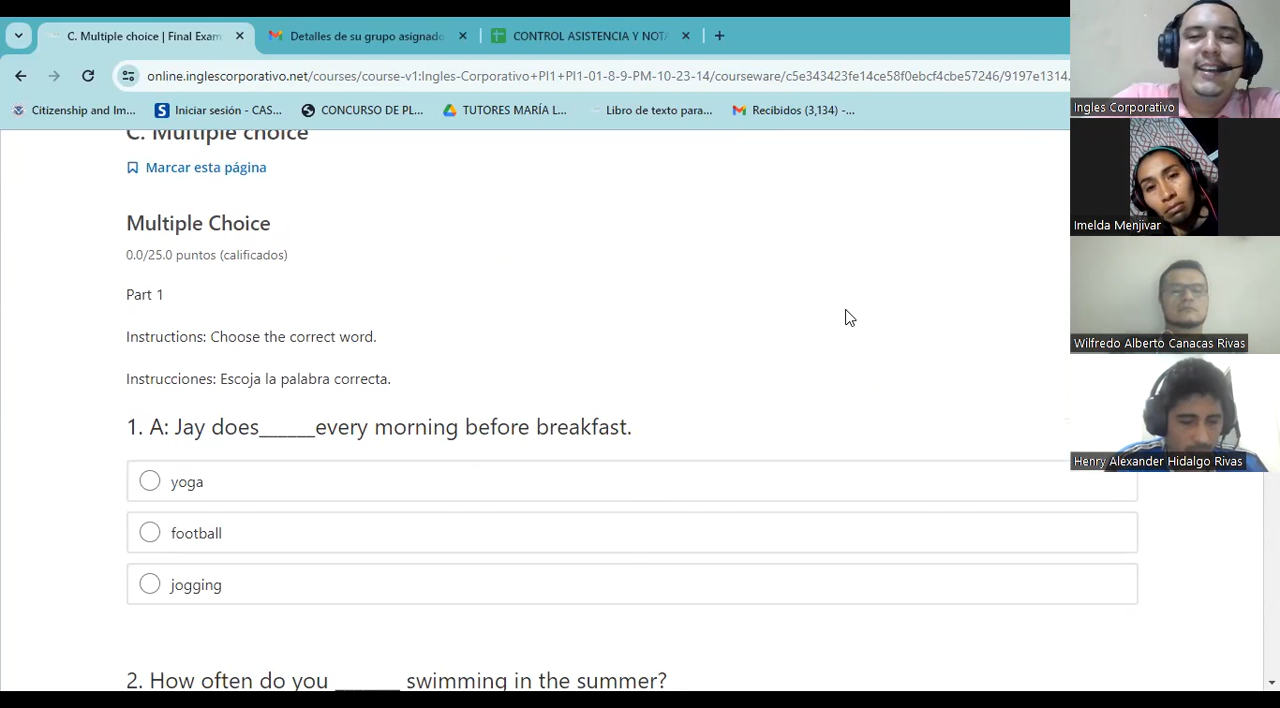 C. Multiple choice | Final Exam
Detalles de su grupo asignado
CONTROL ASISTENCIA Y NOTA
online.inglescorporativo.net/courses/course-v1:Ingles-Corporativo+PI1+PI1-01-8-9-PM-10-23-14/courseware/c5e343423fe14ce58f0ebcf4cbe57246/9197e1314.
Citizenship and Im...
Iniciar sesión - CAS...
CONCURSO DE PL...
TUTORES MARÍA L...
Libro de texto para...
Recibidos (3,134) -...
C. Multiple choice
Marcar esta página
Multiple Choice
0.0/25.0 puntos (calificados)
Part 1
Instructions: Choose the correct word.
Instrucciones: Escoja la palabra correcta.
1. A: Jay does______every morning before breakfast.
yoga
football
jogging
2. How often do you ______ swimming in the summer?
Ingles Corporativo
Imelda Menjivar
Wilfredo Alberto Canacas Rivas
Henry Alexander Hidalgo Rivas